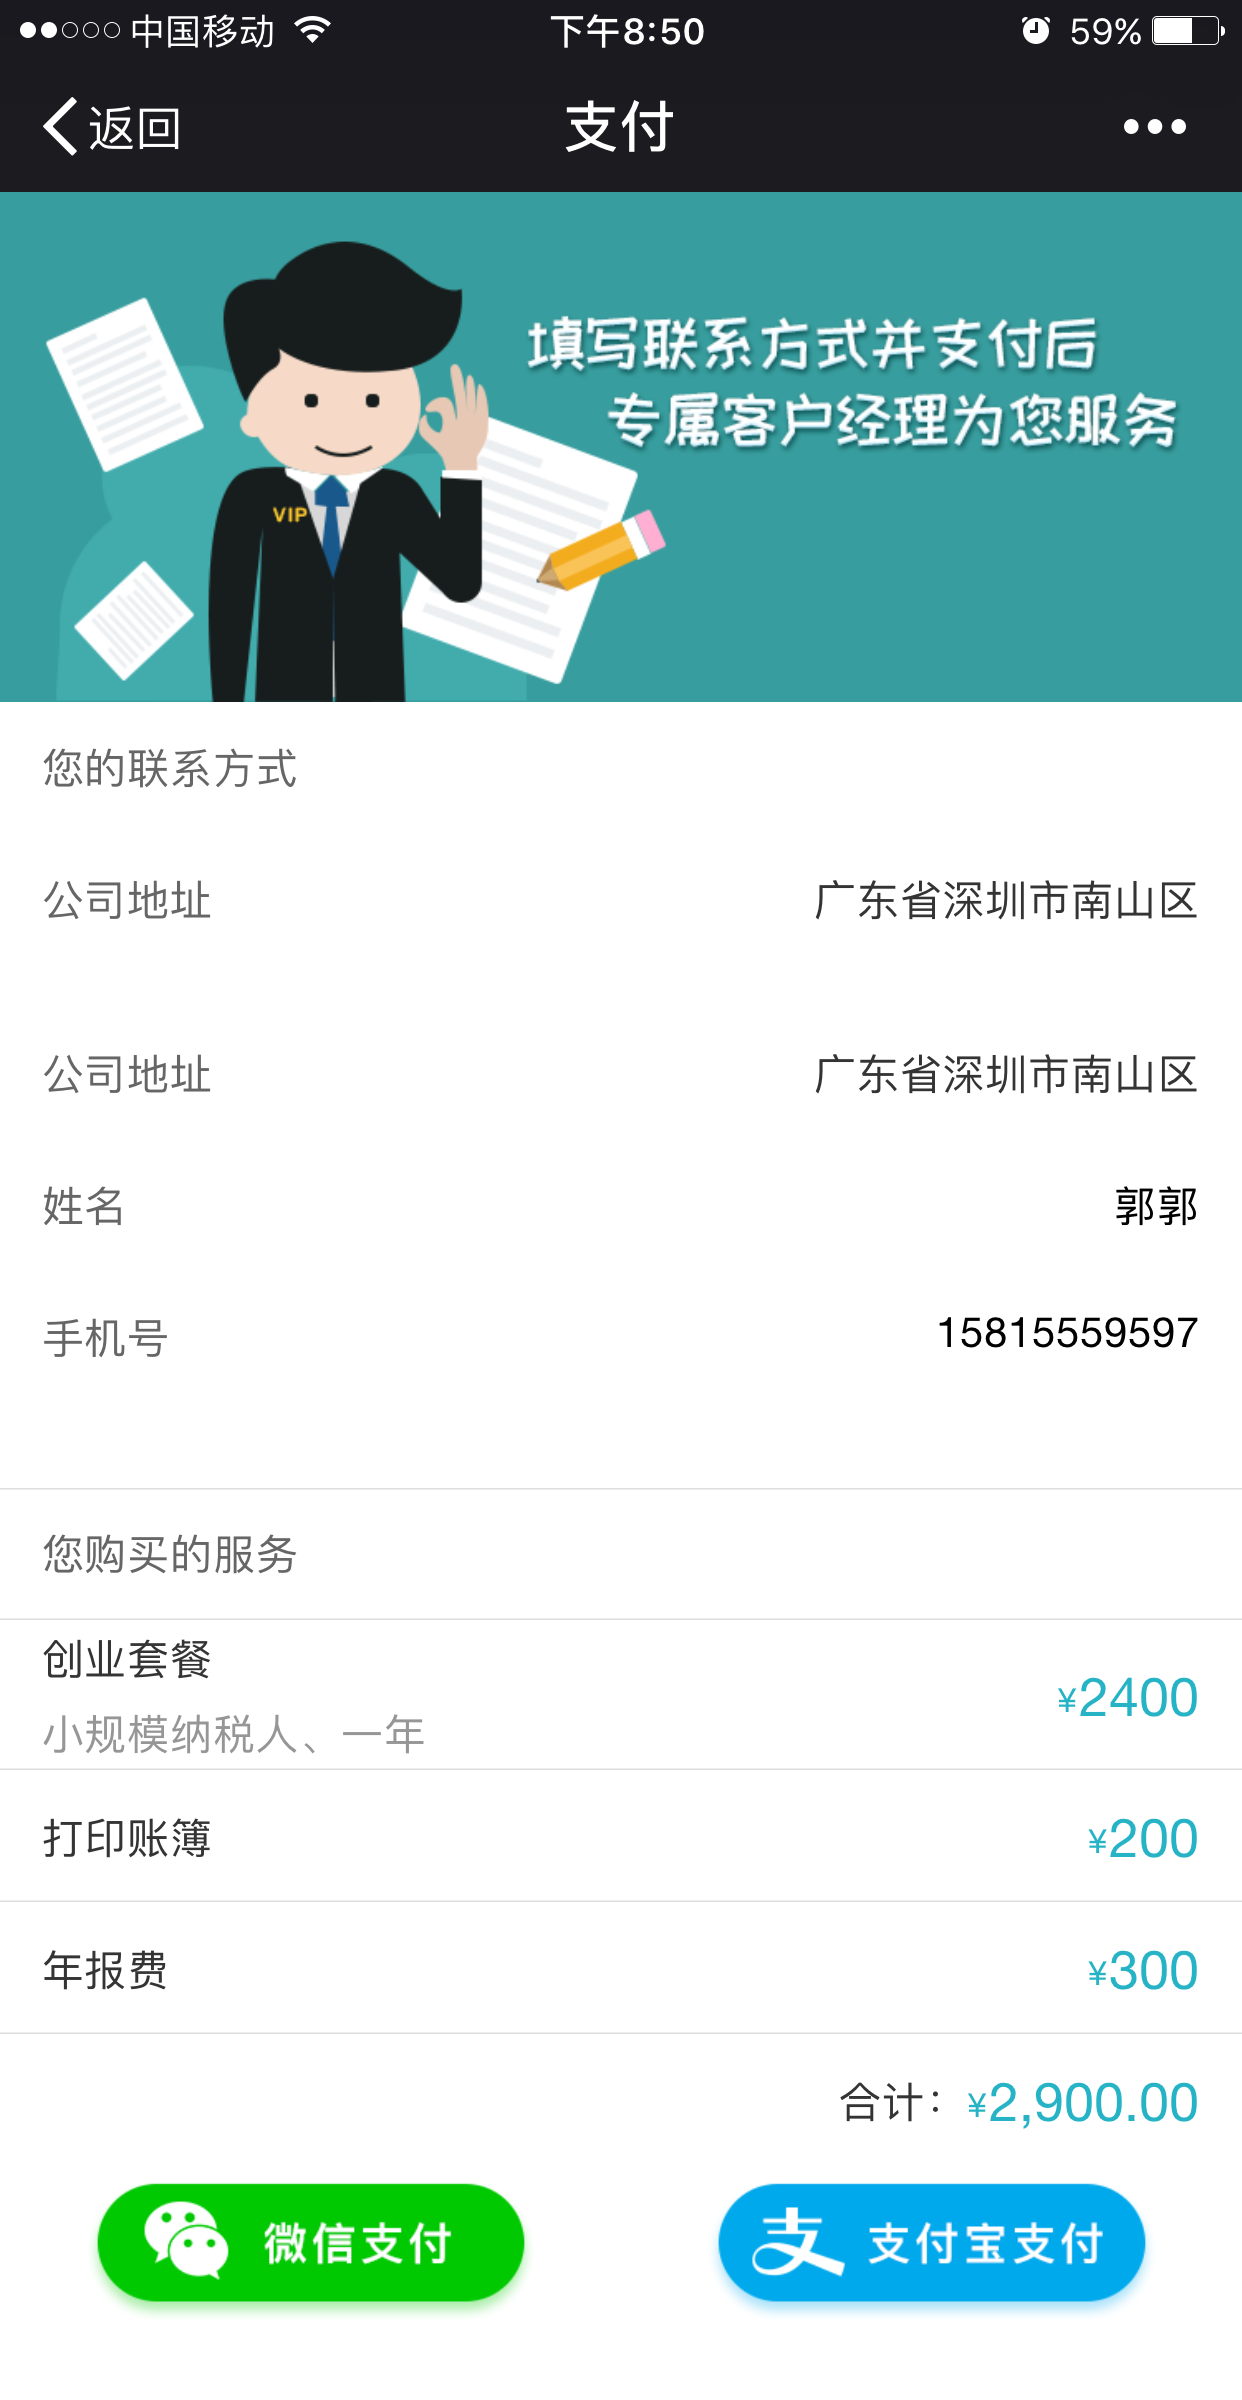 中国移动 下午8:50 59%
返回 支付
填写联系方式并支付后
专属客户经理为您服务
VIP
您的联系方式
公司地址 广东省深圳市南山区
公司地址 广东省深圳市南山区
姓名 郭郭
手机号 15815559597
您购买的服务
创业套餐 ¥2400
小规模纳税人、一年
打印账簿 ¥200
年报费 ¥300
合计：¥2,900.00
微信支付 支付宝支付